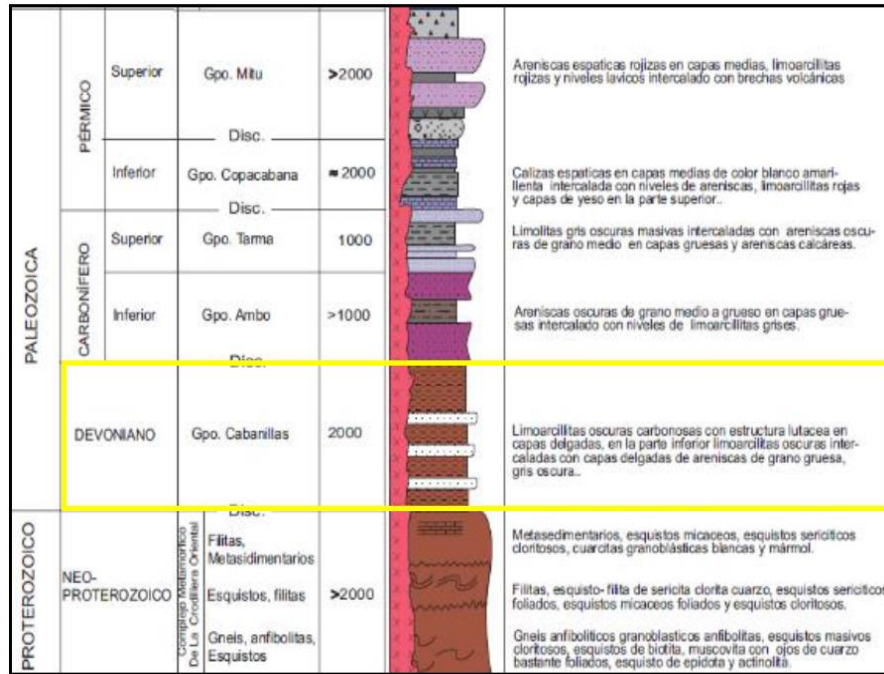 PALEOZOICA
PÉRMICO
Superior
Gpo. Mitu
>2000
Areniscas espaticas rojizas en capas medias, limoarcillitas
rojizas y niveles lavicos intercalado con brechas volcánicas
Disc.
Inferior
Gpo. Copacabana
≈ 2000
Calizas espaticas en capas medias de color blanco amari-
llenta intercalada con niveles de areniscas, limoarcillitas rojas
y capas de yeso en la parte superior..
Disc.
CARBONÍFERO
Superior
Gpo. Tarma
1000
Limolitas gris oscuras masivas intercaladas con areniscas oscu-
ras de grano medio en capas gruesas y areniscas calcáreas.
Inferior
Gpo. Ambo
>1000
Areniscas oscuras de grano medio a grueso en capas grue-
sas intercalado con niveles de limoarcillitas grises.
Disc.
DEVONIANO
Gpo. Cabanillas
2000
Limoarcillitas oscuras carbonosas con estructura lutacea en
capas delgadas, en la parte inferior limoarcilitas oscuras inter-
caladas con capas delgadas de areniscas de grano gruesa,
gris oscura..
Disc.
PROTEROZOICO
NEO-
PROTEROZOICO
Complejo Metamórfico
De La Crodillera Oriental
Filitas,
Metasidimentarios
Metasedimentarios, esquistos micaceos, esquistos sericiticos
cloritosos, cuarcitas granoblásticas blancas y mármol.
Esquistos, filitas
>2000
Filitas, esquisto- filita de sericita clorita cuarzo, esquistos sericiticos
foliados, esquistos micaceos foliados y esquistos cloritosos.
Gneis, anfibolitas,
Esquistos
Gneis anfiboliticos granoblasticos anfibolitas, esquistos masivos
cloritosos, esquistos de biotita, muscovita con ojos de cuarzo
bastante foliados, esquisto de epidota y actinolita.